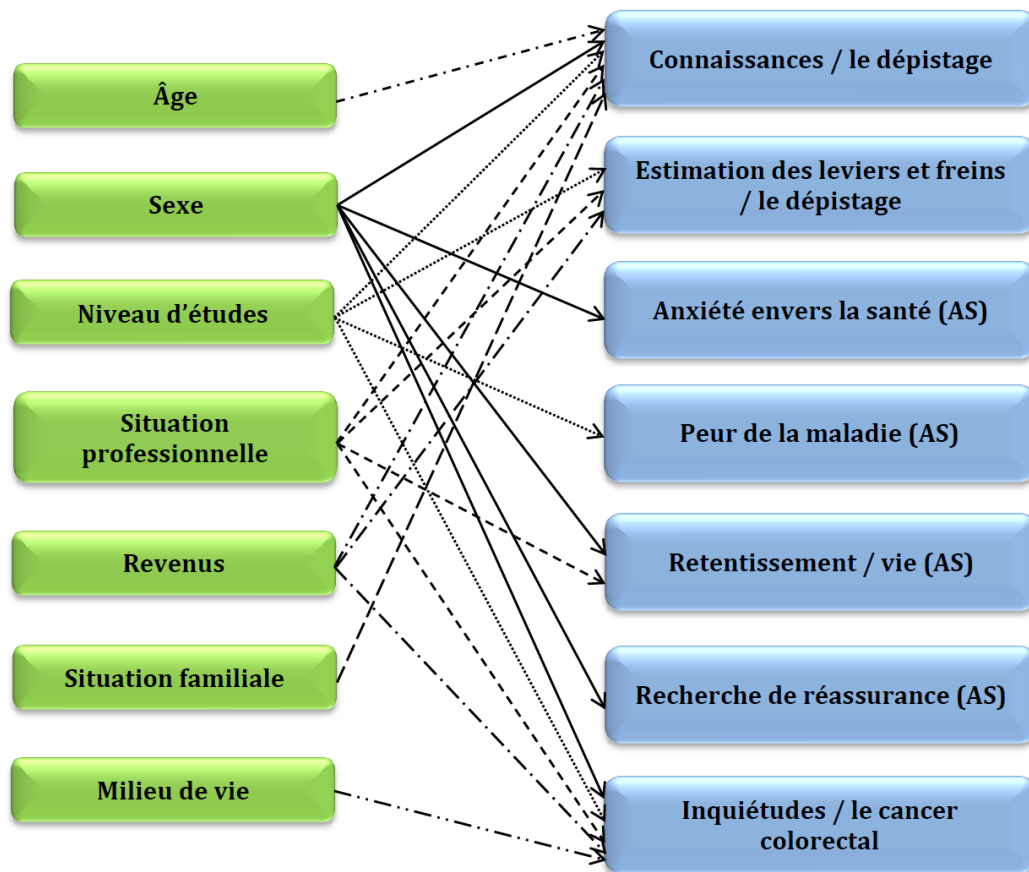 Âge
Sexe
Niveau d'études
Situation
professionnelle
Revenus
Situation familiale
Milieu de vie
Connaissances / le dépistage
Estimation des leviers et freins
/ le dépistage
Anxiété envers la santé (AS)
Peur de la maladie (AS)
Retentissement / vie (AS)
Recherche de réassurance (AS)
Inquiétudes / le cancer
colorectal